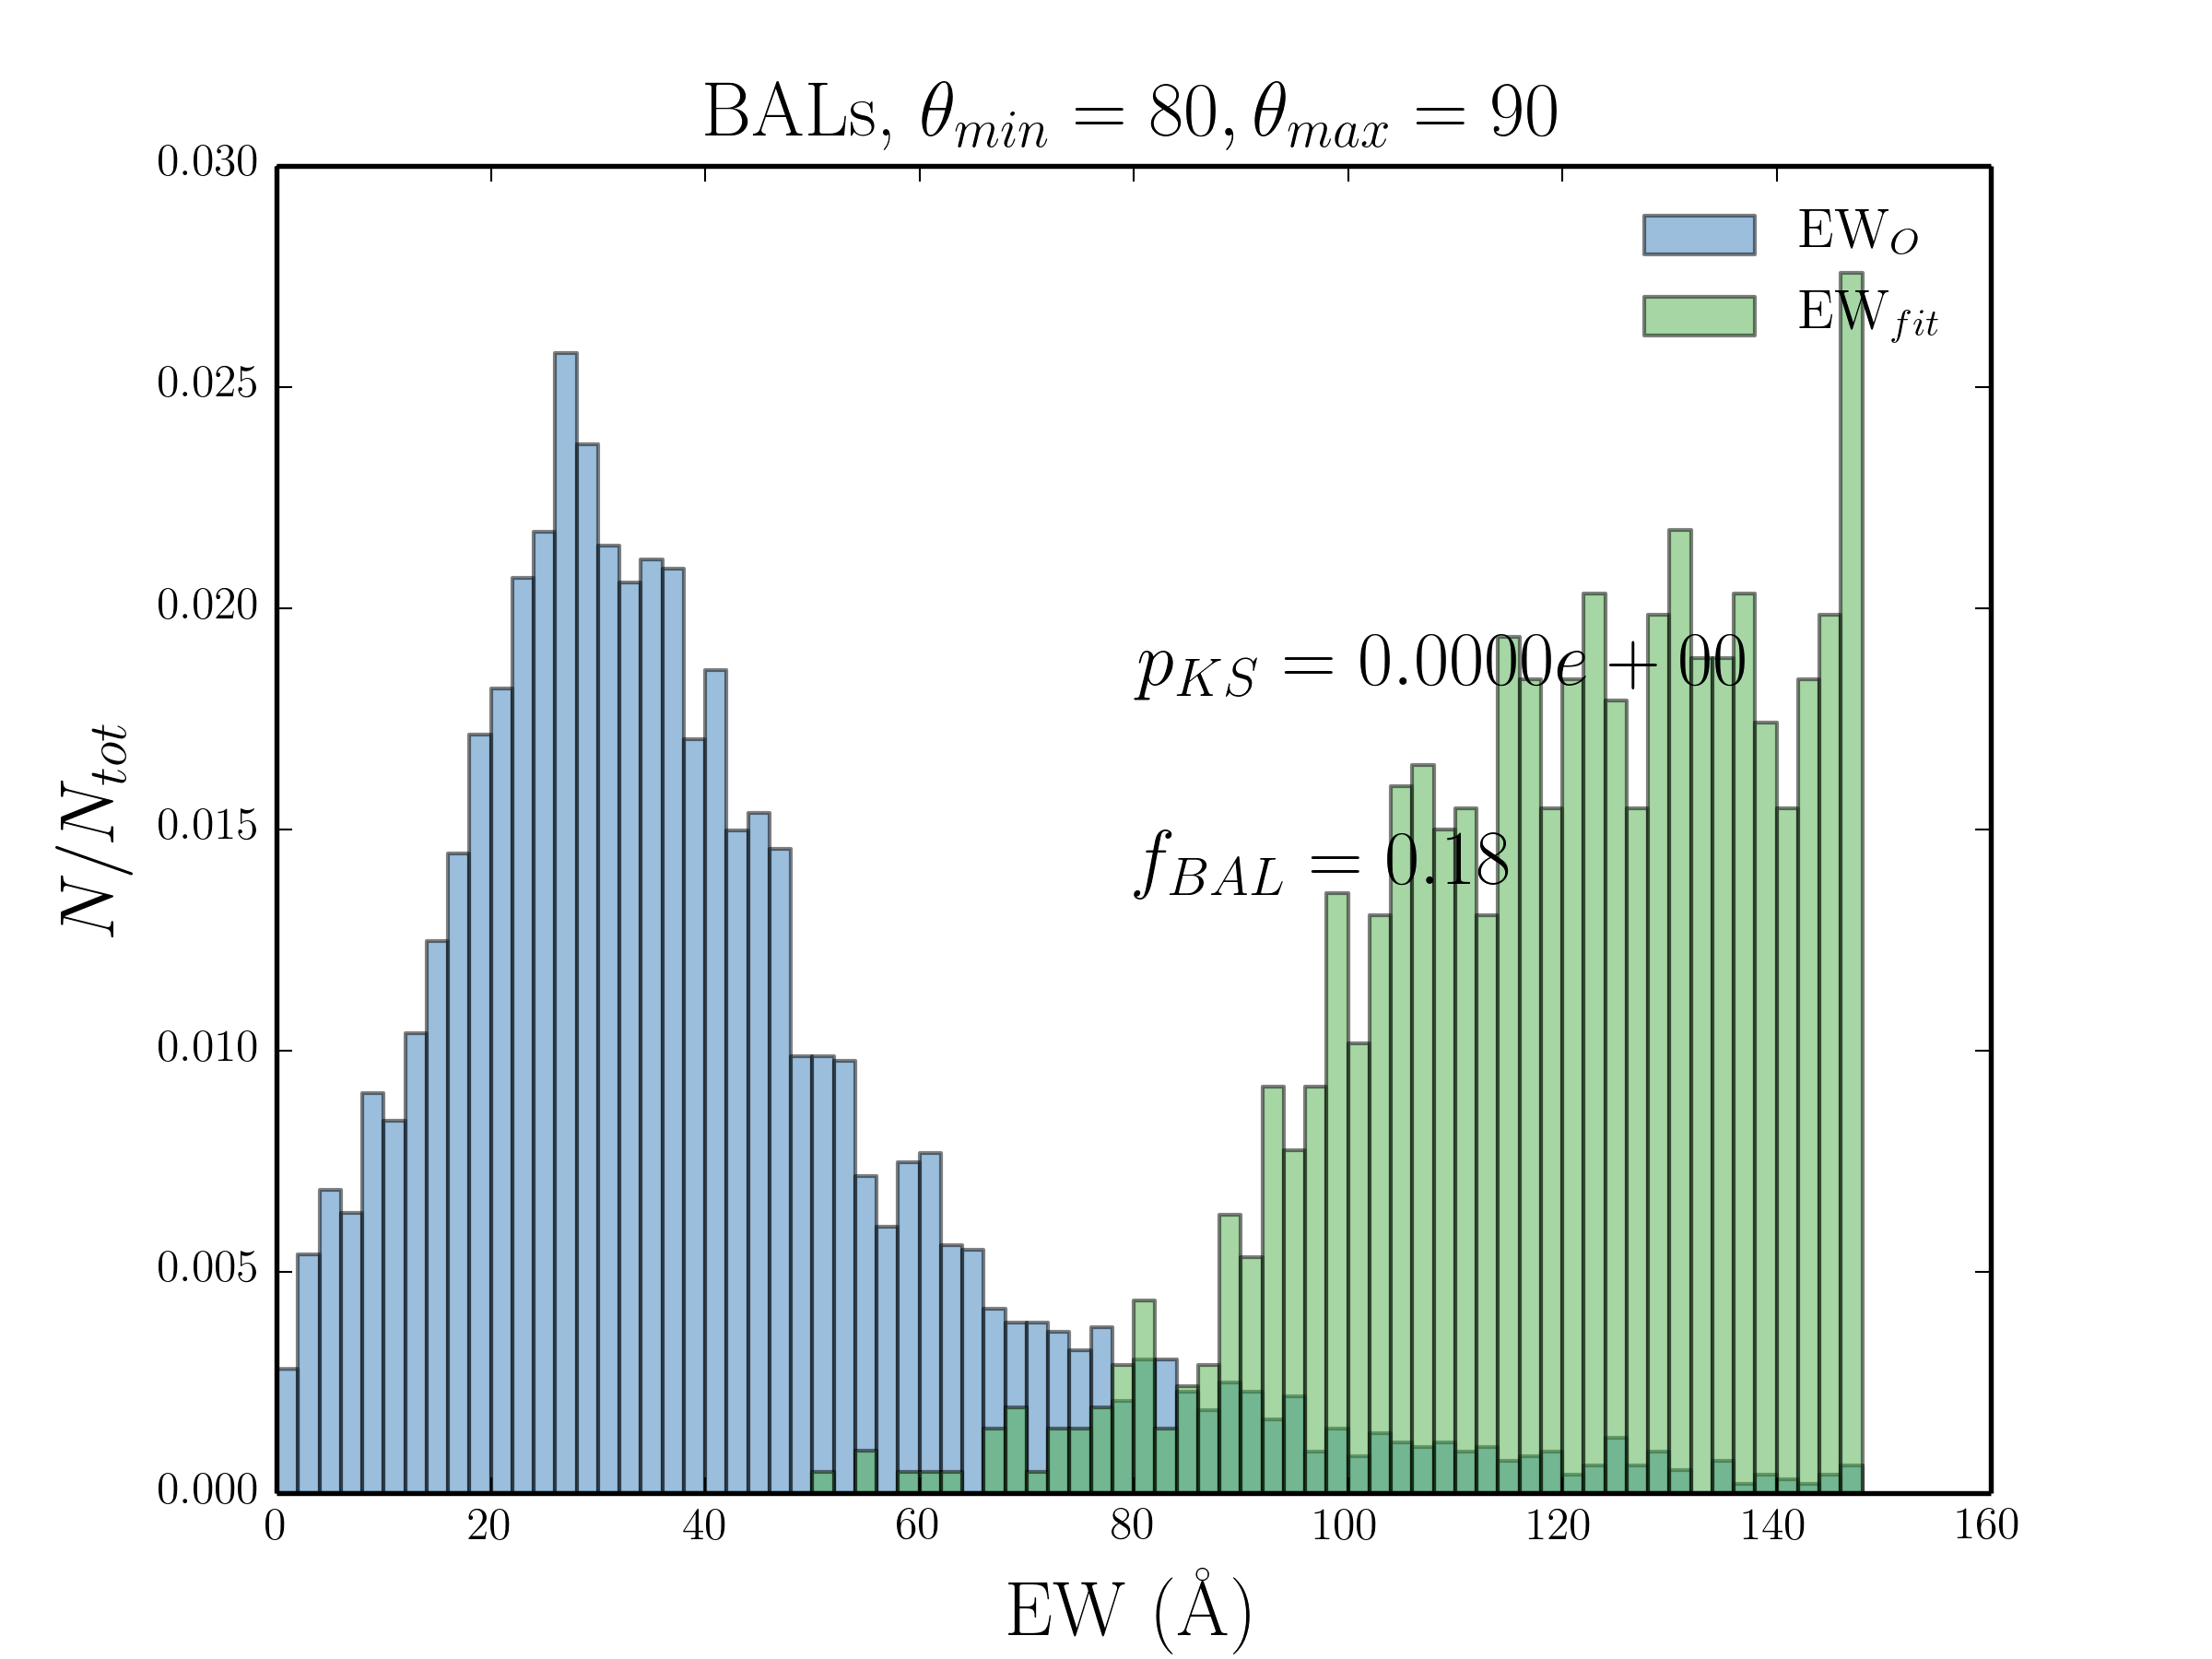 BALs, θ_min = 80, θ_max = 90
0.030
0.025
0.020
0.015
0.010
0.005
0.000
N/N_tot
EW_O
EW_fit
p_KS = 0.0000e + 00
f_BAL = 0.18
0 20 40 60 80 100 120 140 160
EW (Å)